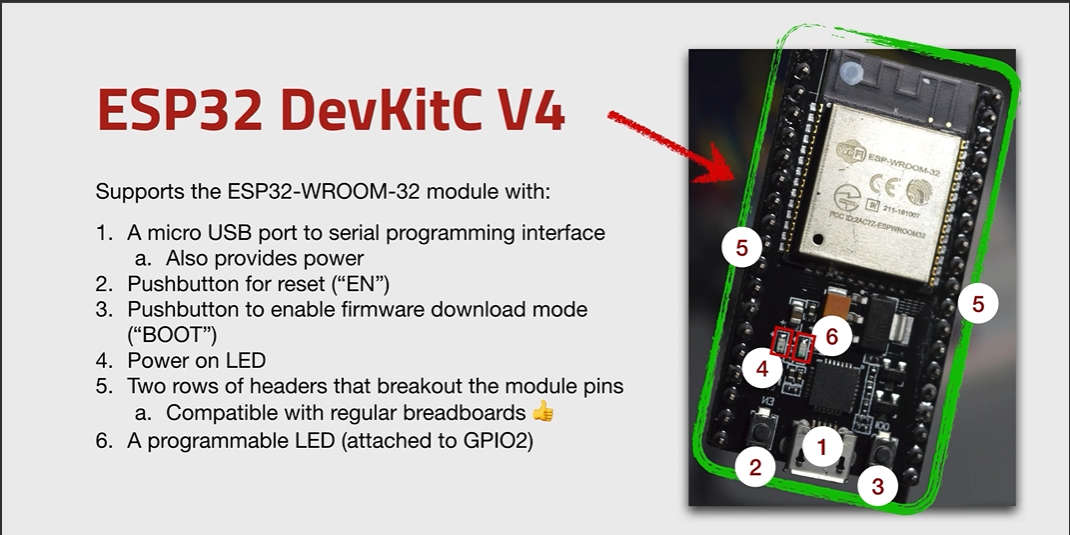 ESP32 DevKitC V4
Supports the ESP32-WROOM-32 module with:
1. A micro USB port to serial programming interface
a. Also provides power
2. Pushbutton for reset (“EN”)
3. Pushbutton to enable firmware download mode
(“BOOT”)
4. Power on LED
5. Two rows of headers that breakout the module pins
a. Compatible with regular breadboards 👍
6. A programmable LED (attached to GPIO2)
WiFi
ESP-WROOM-32
CE
R 211-161007
FCC ID:2AC7Z-ESPWROOM32
5
5
6
4
EN
1
2
3